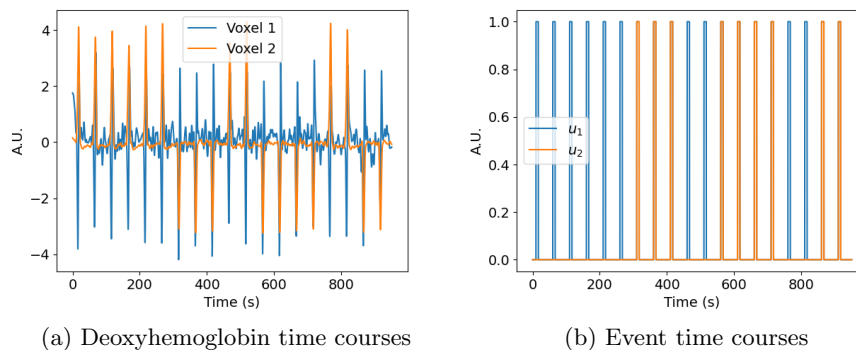 Voxel 1
Voxel 2
A.U.
4
2
0
−2
−4
0
200
400
600
800
Time (s)
(a) Deoxyhemoglobin time courses
u1
u2
A.U.
1.0
0.8
0.6
0.4
0.2
0.0
0
200
400
600
800
Time (s)
(b) Event time courses